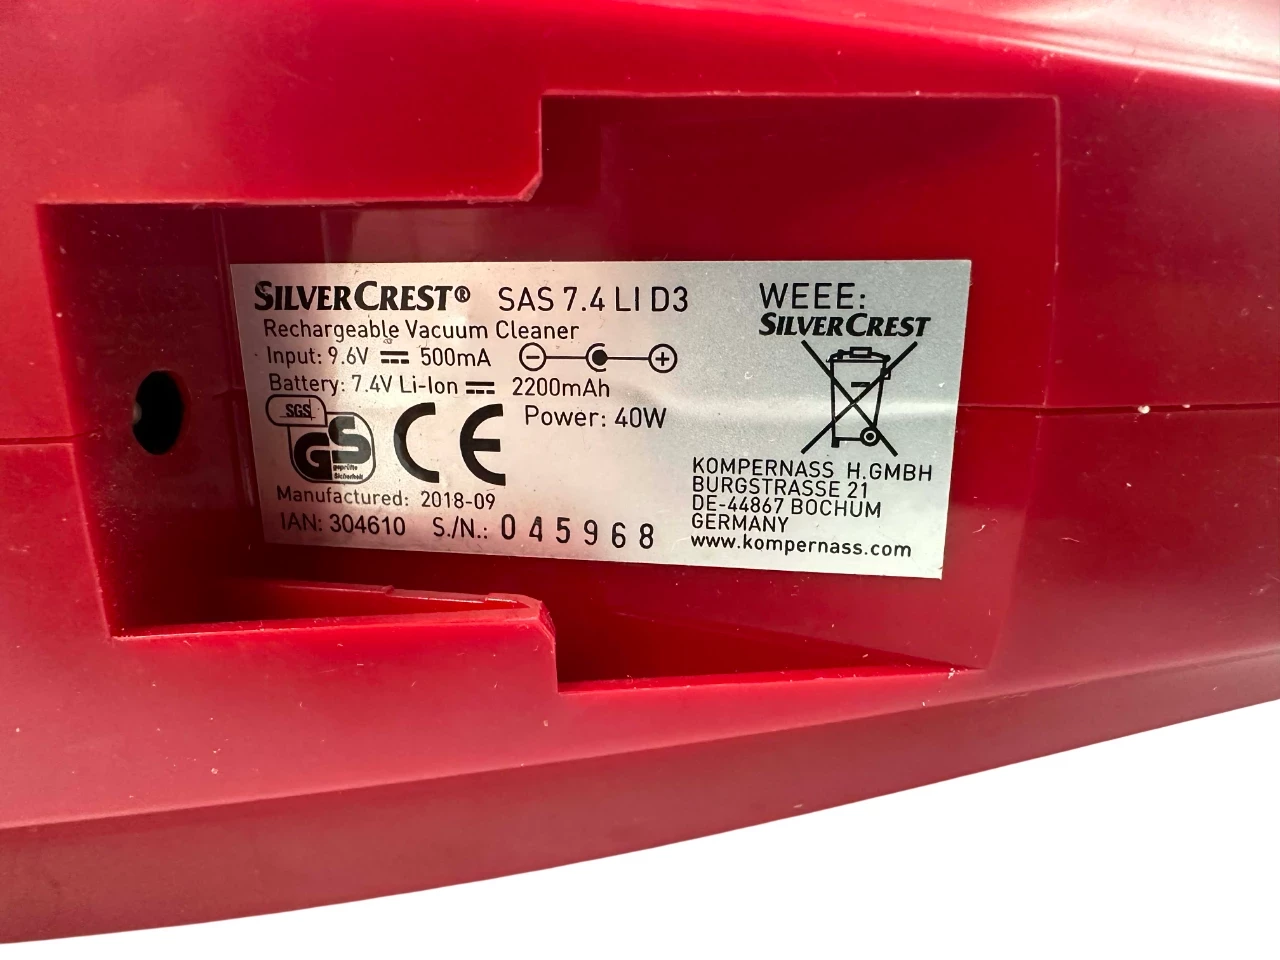 SILVERCREST® SAS 7.4 LI D3
Rechargeable Vacuum Cleaner
Input: 9.6V 500mA
Battery: 7.4V Li-Ion 2200mAh
Power: 40W
SGS
GS
geprüfte
Sicherheit
CE
Manufactured: 2018-09
IAN: 304610 S./N.: 045968
WEEE:
SILVERCREST
KOMPERNASS H.GMBH
BURGSTRASSE 21
DE-44867 BOCHUM
GERMANY
www.kompernass.com